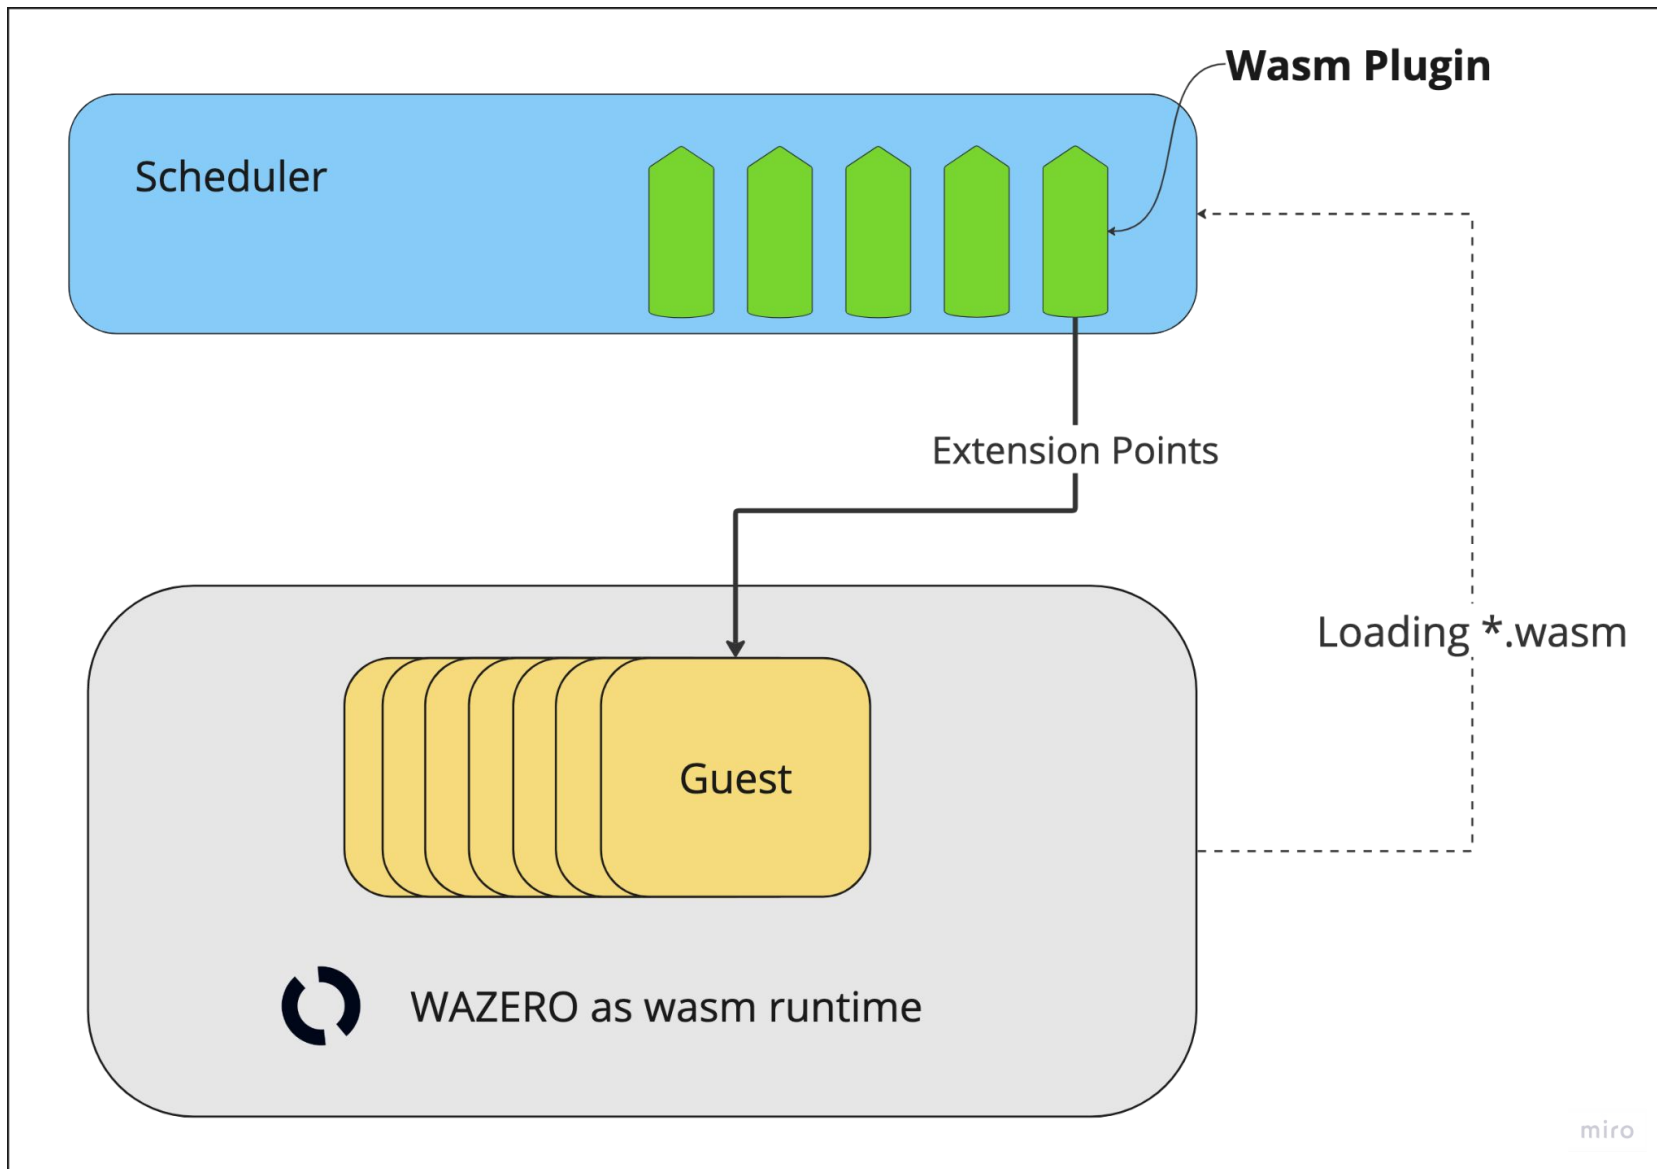 Wasm Plugin
Scheduler
Extension Points
Loading *.wasm
Guest
WAZERO as wasm runtime
miro